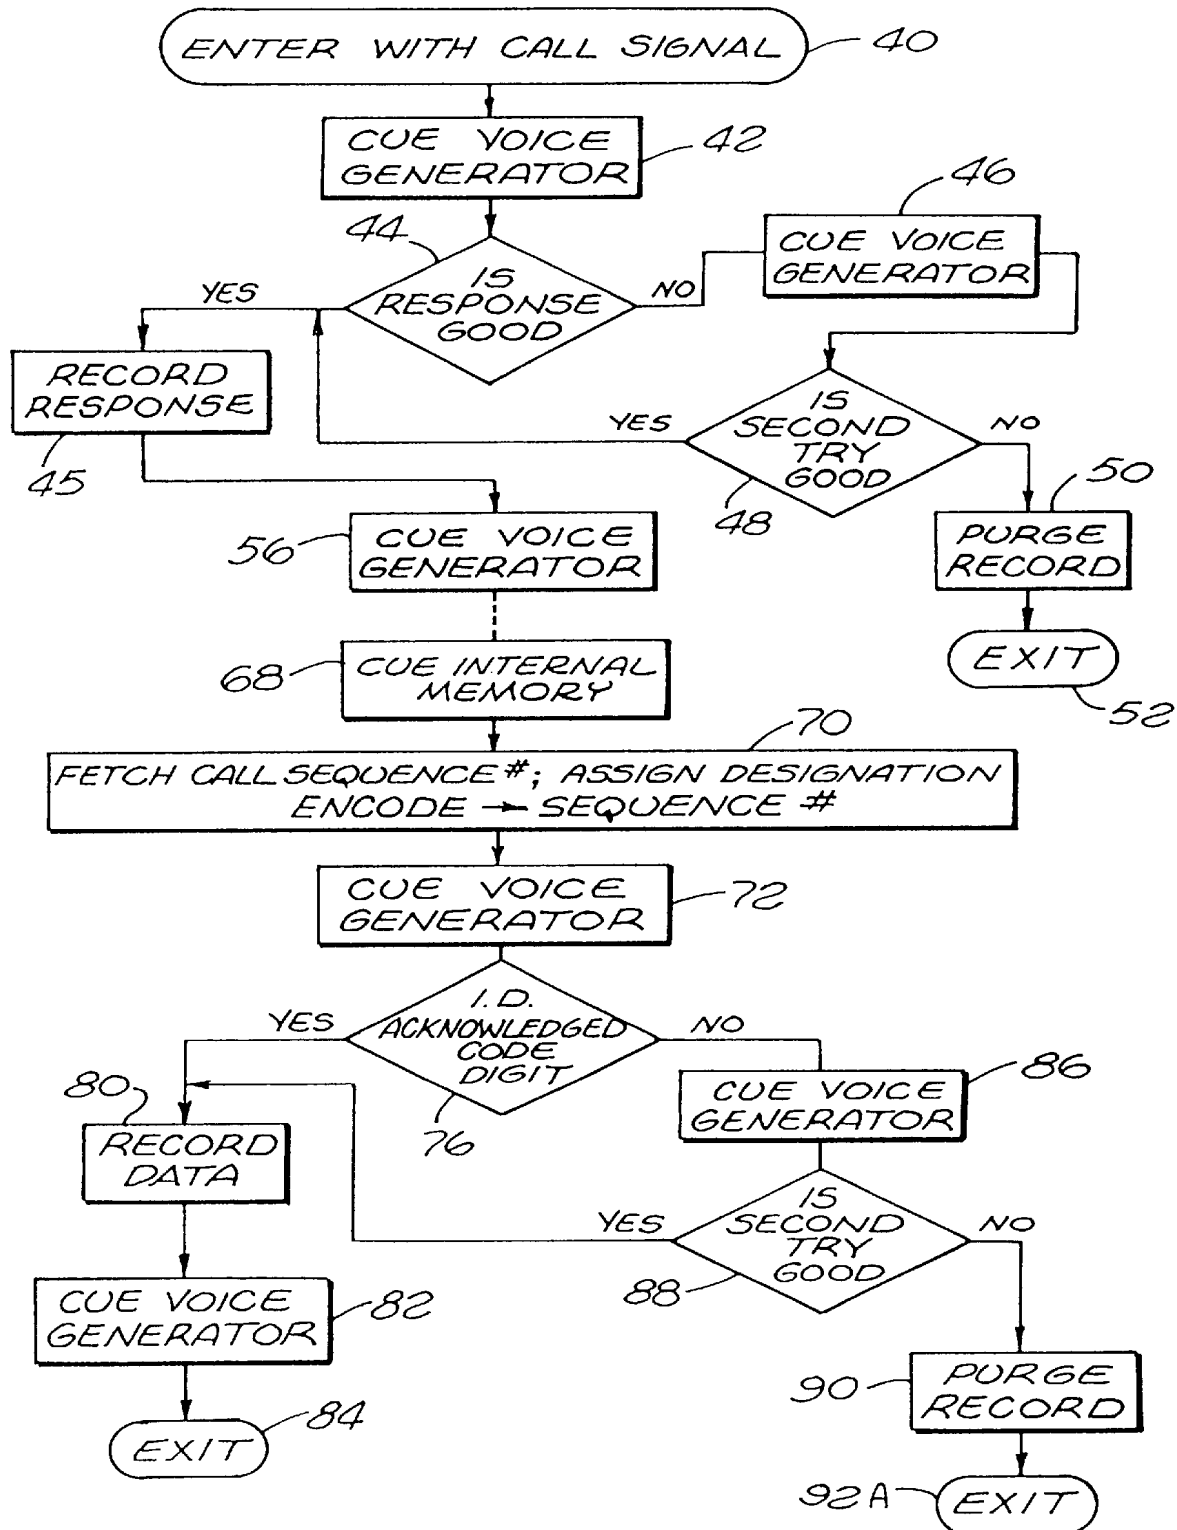 ENTER WITH CALL SIGNAL
40
CUE VOICE
GENERATOR
42
44
IS
RESPONSE
GOOD
YES
NO
46
CUE VOICE
GENERATOR
RECORD
RESPONSE
45
IS
SECOND
TRY
GOOD
YES
NO
48
50
PURGE
RECORD
EXIT
52
56
CUE VOICE
GENERATOR
68
CUE INTERNAL
MEMORY
70
FETCH CALL SEQUENCE #; ASSIGN DESIGNATION
ENCODE → SEQUENCE #
CUE VOICE
GENERATOR
72
I.D.
ACKNOWLEDGED
CODE
DIGIT
YES
NO
76
80
RECORD
DATA
86
CUE VOICE
GENERATOR
IS
SECOND
TRY
GOOD
YES
NO
88
CUE VOICE
GENERATOR
82
EXIT
84
90
PURGE
RECORD
92A
EXIT